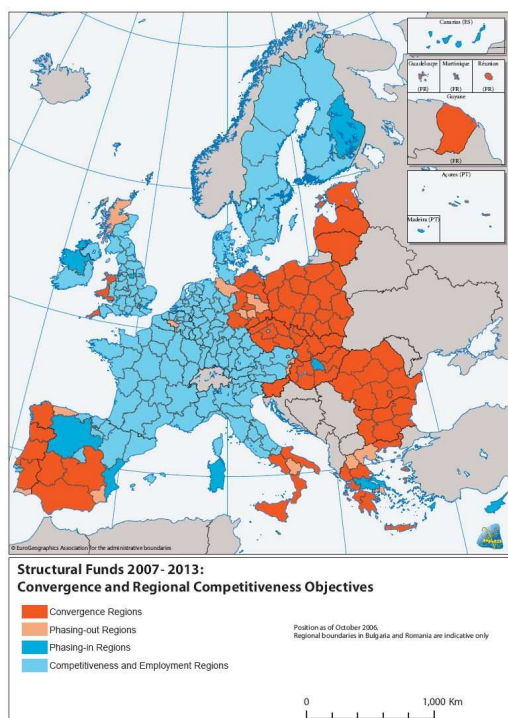 Canarias (ES)
Guadeloupe
Martinique
Réunion
(FR)
(FR)
(FR)
Guyane
(FR)
Açores (PT)
Madeira (PT)
© EuroGeographics Association for the administrative boundaries
Structural Funds 2007- 2013:
Convergence and Regional Competitiveness Objectives
Convergence Regions
Phasing-out Regions
Phasing-in Regions
Competitiveness and Employment Regions
Position as of October 2006.
Regional boundaries in Bulgaria and Romania are indicative only
0
1,000 Km